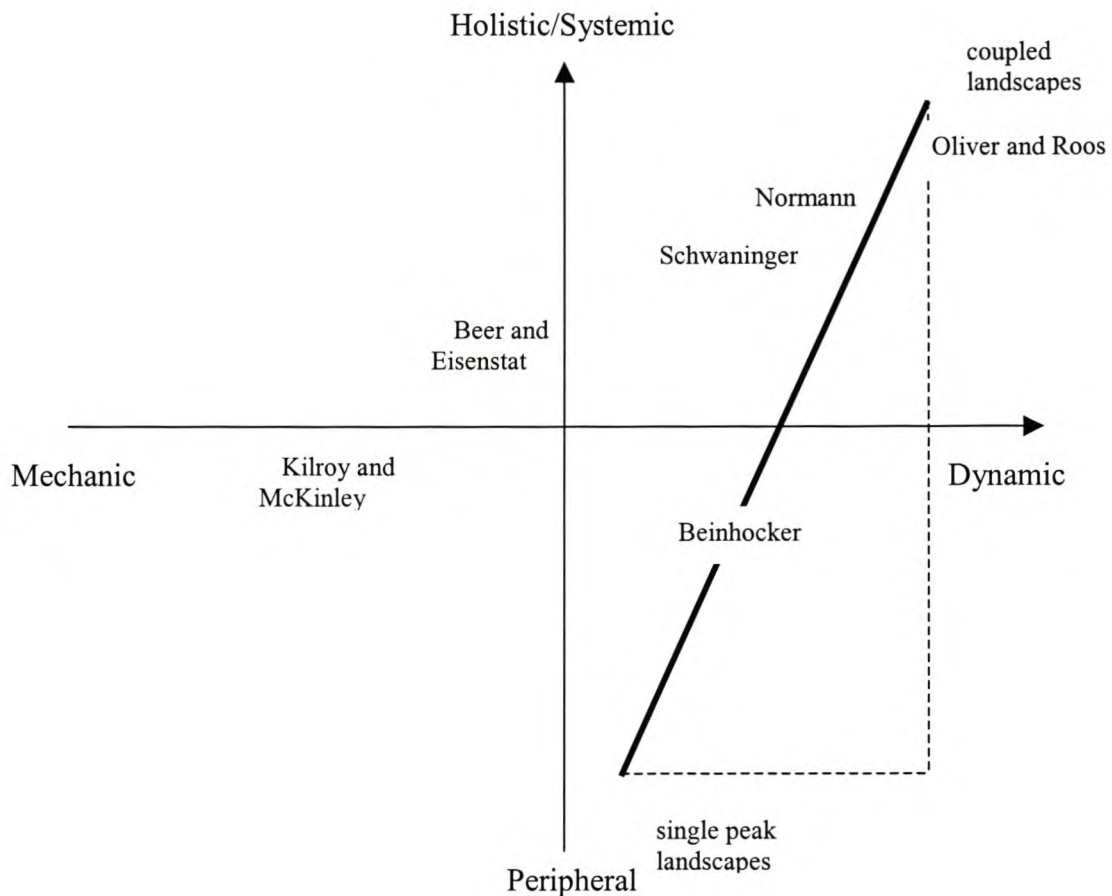 Holistic/Systemic
coupled
landscapes
Oliver and Roos
Normann
Schwaninger
Beer and
Eisenstat
Mechanic
Kilroy and
McKinley
Dynamic
Beinhocker
single peak
landscapes
Peripheral